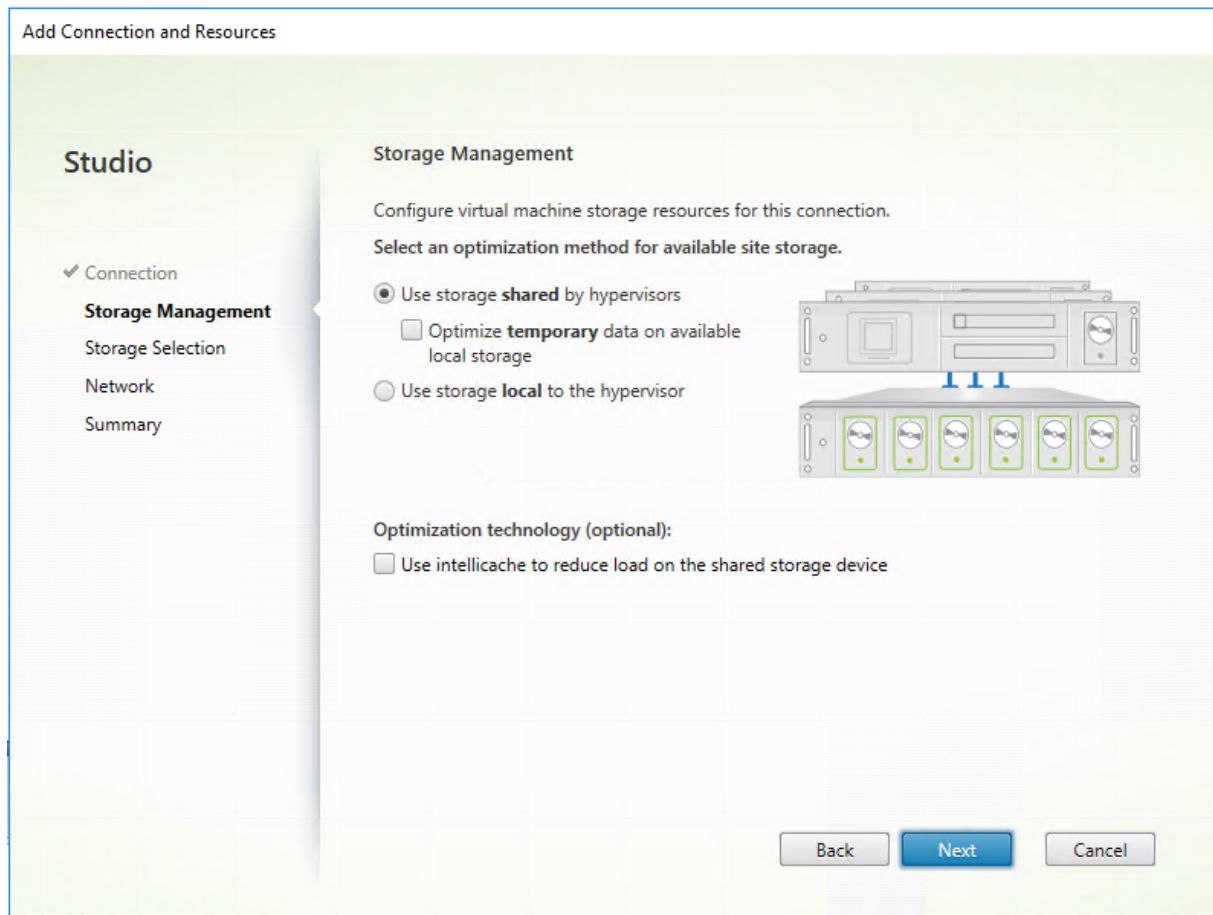 Add Connection and Resources
Studio
Connection
Storage Management
Storage Selection
Network
Summary
Storage Management
Configure virtual machine storage resources for this connection.
Select an optimization method for available site storage.
Use storage shared by hypervisors
Optimize temporary data on available
local storage
Use storage local to the hypervisor
Optimization technology (optional):
Use intellicache to reduce load on the shared storage device
Back
Next
Cancel